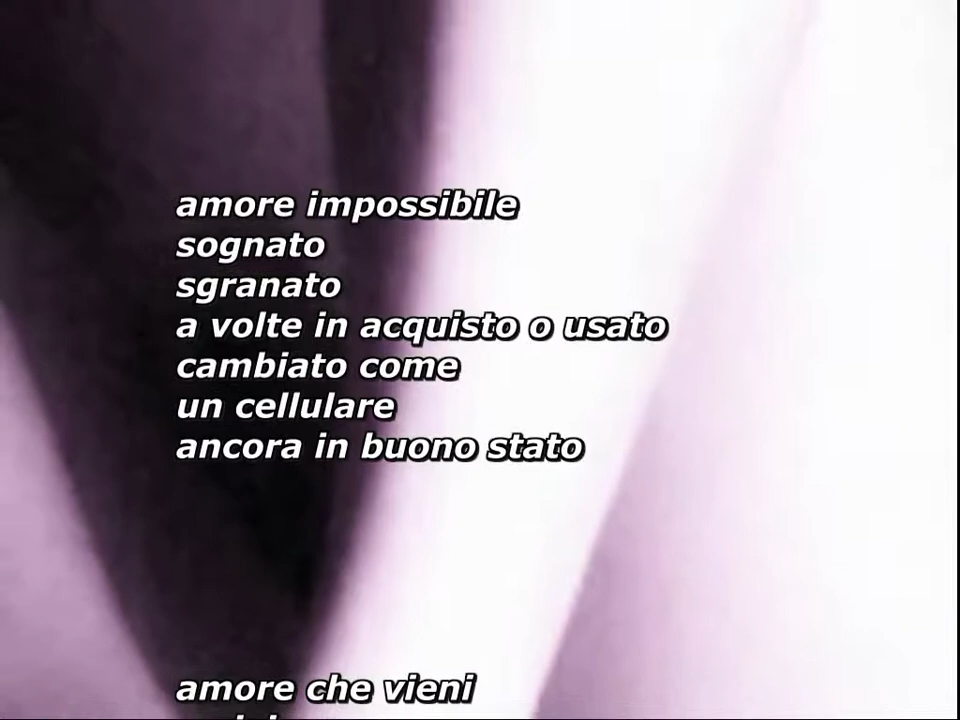 amore impossibile
sognato
sgranato
a volte in acquisto o usato
cambiato come
un cellulare
ancora in buono stato
amore che vieni